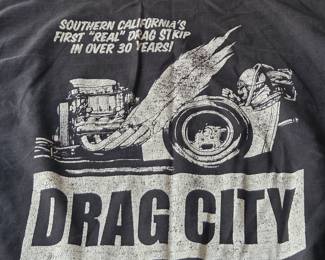 SOUTHERN CALIFORNIA'S
FIRST "REAL" DRAG STRIP
IN OVER 30 YEARS!
DRAG CITY